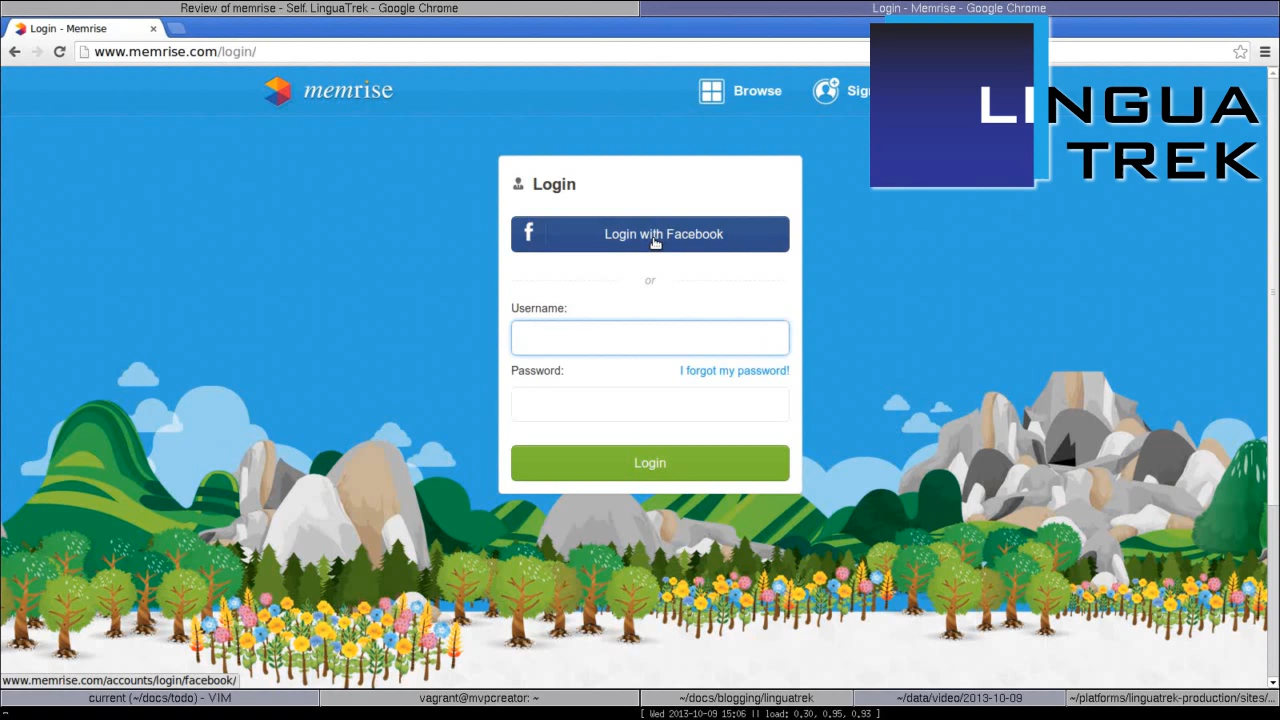 Review of memrise - Self. LinguaTrek - Google Chrome
Login - Memrise - Google Chrome
Login - Memrise
www.memrise.com/login/
memrise
Browse
LINGUA
TREK
Login
f
Login with Facebook
or
Username:
Password:
I forgot my password!
Login
www.memrise.com/accounts/login/facebook/
current (~/docs/todo) - VIM
vagrant@mvpcreator: ~
~/docs/blogging/linguatrek
~/data/video/2013-10-09
~/platforms/linguatrek-production/sites/...
[ Wed 2013-10-09 15:06 || load: 0.30, 0.95, 0.93 ]